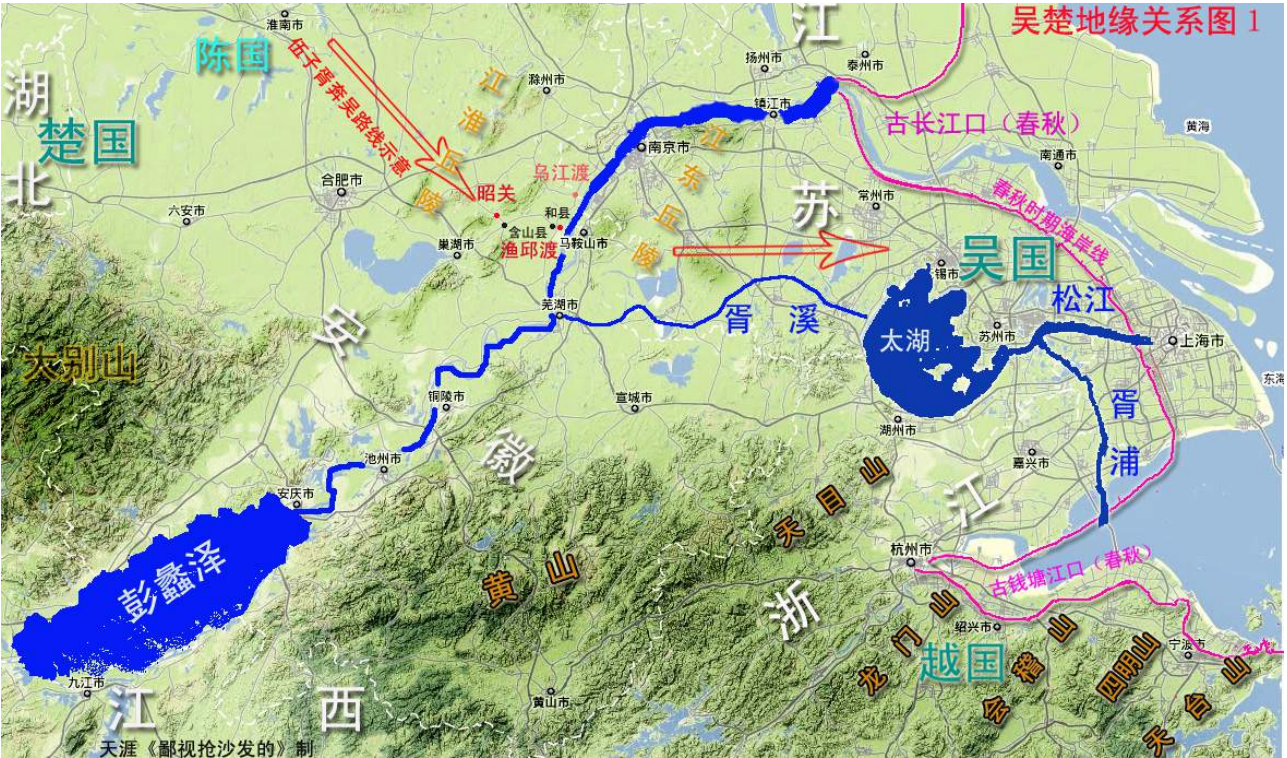 吴楚地缘关系图 1
淮南市
陈国
伍子胥奔吴路线示意
江淮丘陵
滁州市
扬州市
泰州市
江
湖
楚国
北
镇江市
古长江口（春秋）
黄海
南京市
江东丘陵
南通市
合肥市
乌江渡
昭关
和县
含山县
渔邱渡
马鞍山市
六安市
巢湖市
苏
常州市
春秋时期海岸线
吴国
锡市
松江
芜湖市
胥溪
太湖
苏州市
上海市
东海
安
大别山
铜陵市
宣城市
湖州市
胥浦
徽
池州市
嘉兴市
安庆市
天目山
江
彭蠡泽
黄山
杭州市
古钱塘江口（春秋）
浙
龙门山
绍兴市
越国
会稽山
四明山
宁波市
天台山
九江市
江
西
黄山市
天涯《鄙视抢沙发的》制